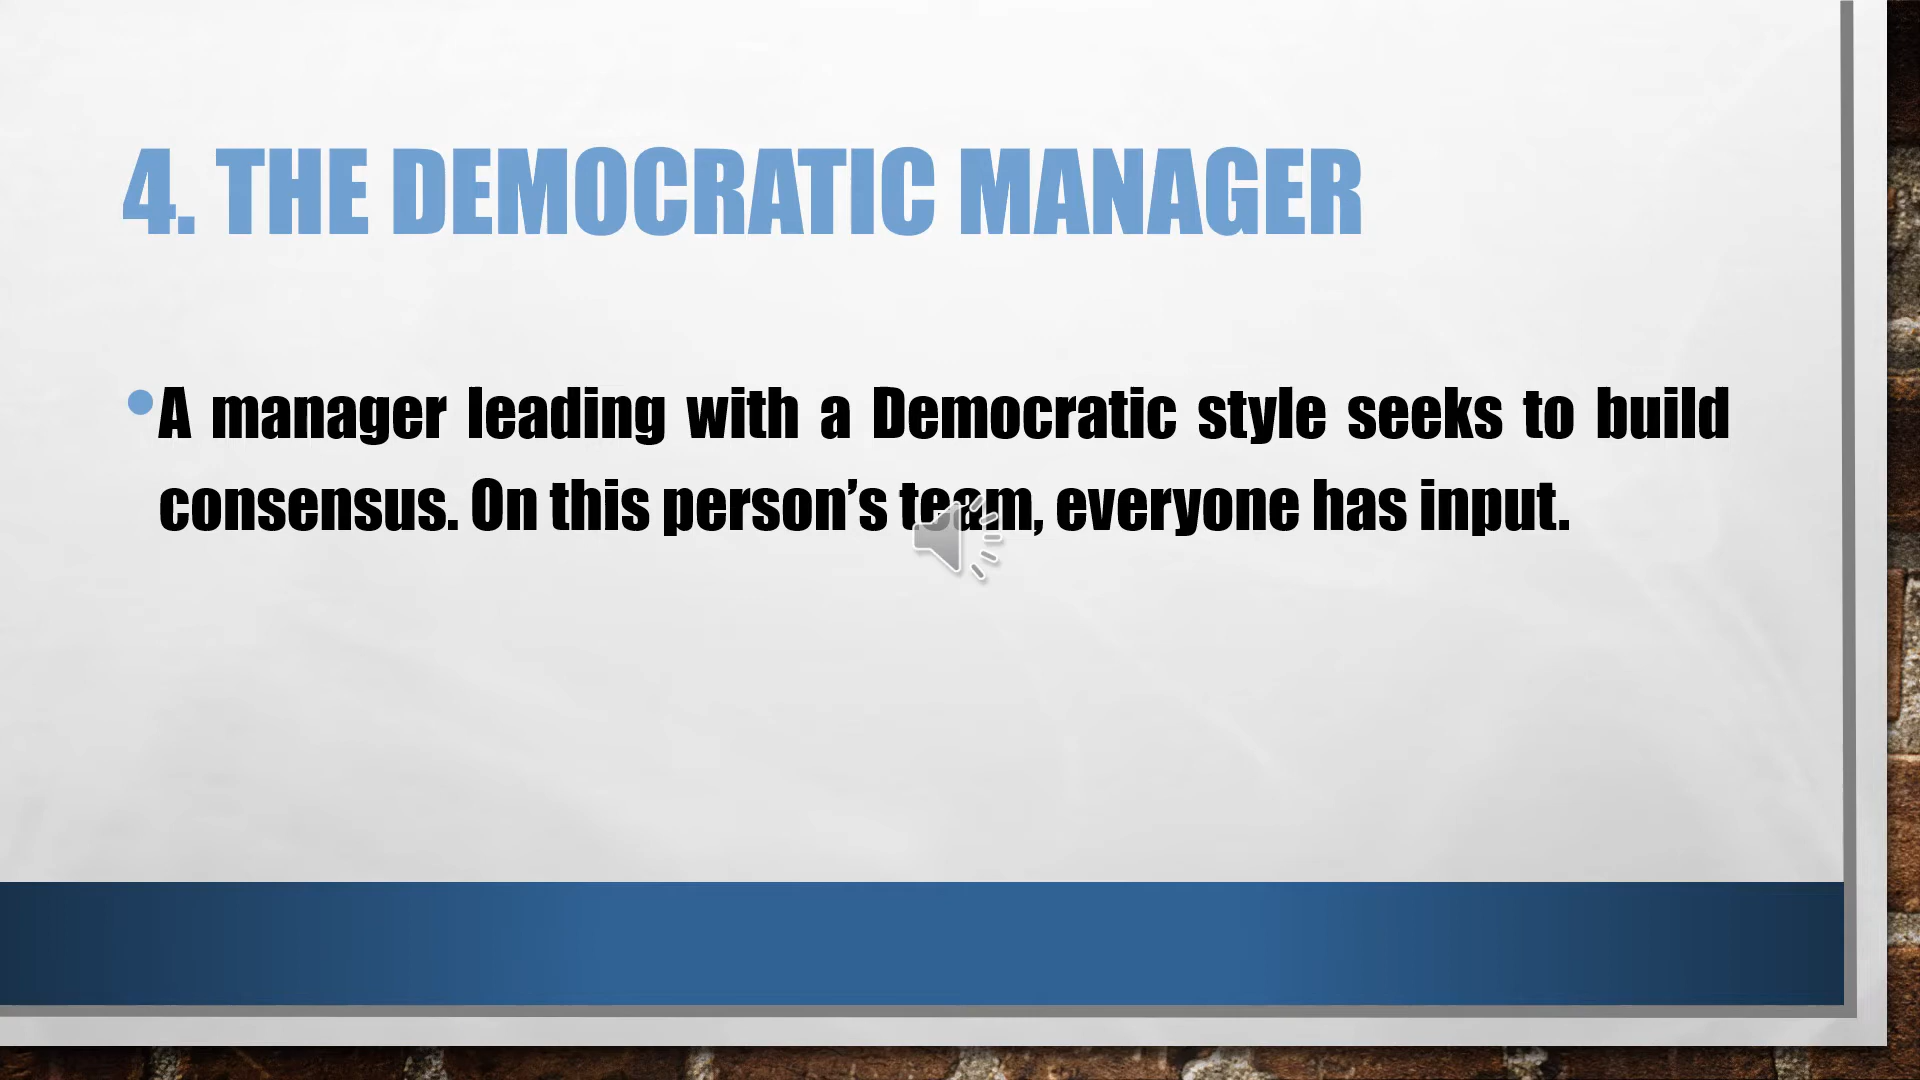 4. THE DEMOCRATIC MANAGER
•A manager leading with a Democratic style seeks to build
consensus. On this person’s team, everyone has input.